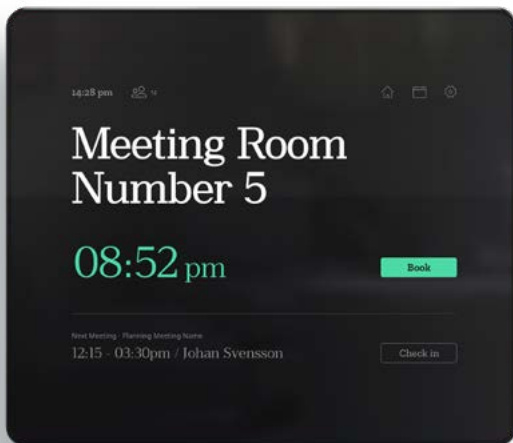 14:28 pm
Meeting Room
Number 5
08:52 pm
Book
Next Meeting - Planning Meeting Name
12:15 - 03:30pm / Johan Svensson
Check in